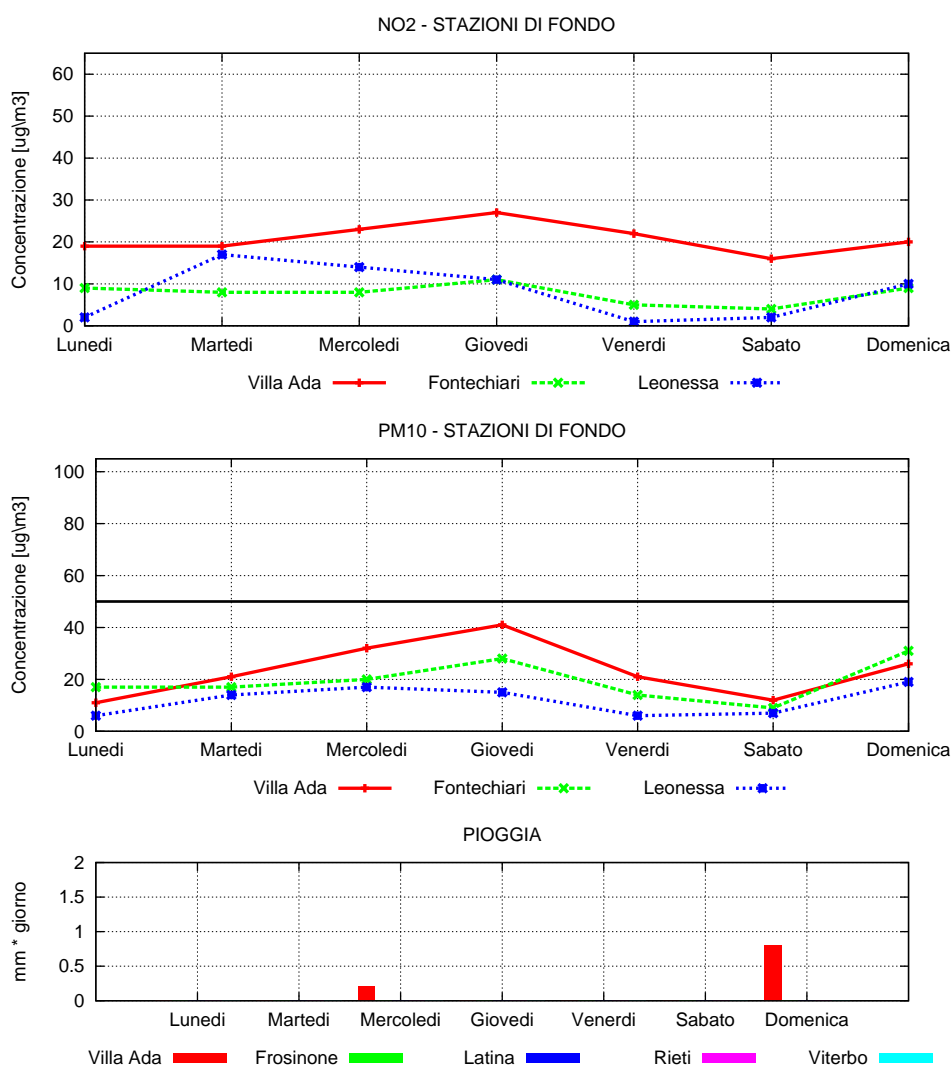 NO2 - STAZIONI DI FONDO
Concentrazione [ug\m3]
60
50
40
30
20
10
0
Lunedi Martedi Mercoledi Giovedi Venerdi Sabato Domenica
Villa Ada Fontechiari Leonessa
PM10 - STAZIONI DI FONDO
Concentrazione [ug\m3]
100
80
60
40
20
0
Lunedi Martedi Mercoledi Giovedi Venerdi Sabato Domenica
Villa Ada Fontechiari Leonessa
PIOGGIA
mm * giorno
2
1.5
1
0.5
0
Lunedi Martedi Mercoledi Giovedi Venerdi Sabato Domenica
Villa Ada Frosinone Latina Rieti Viterbo